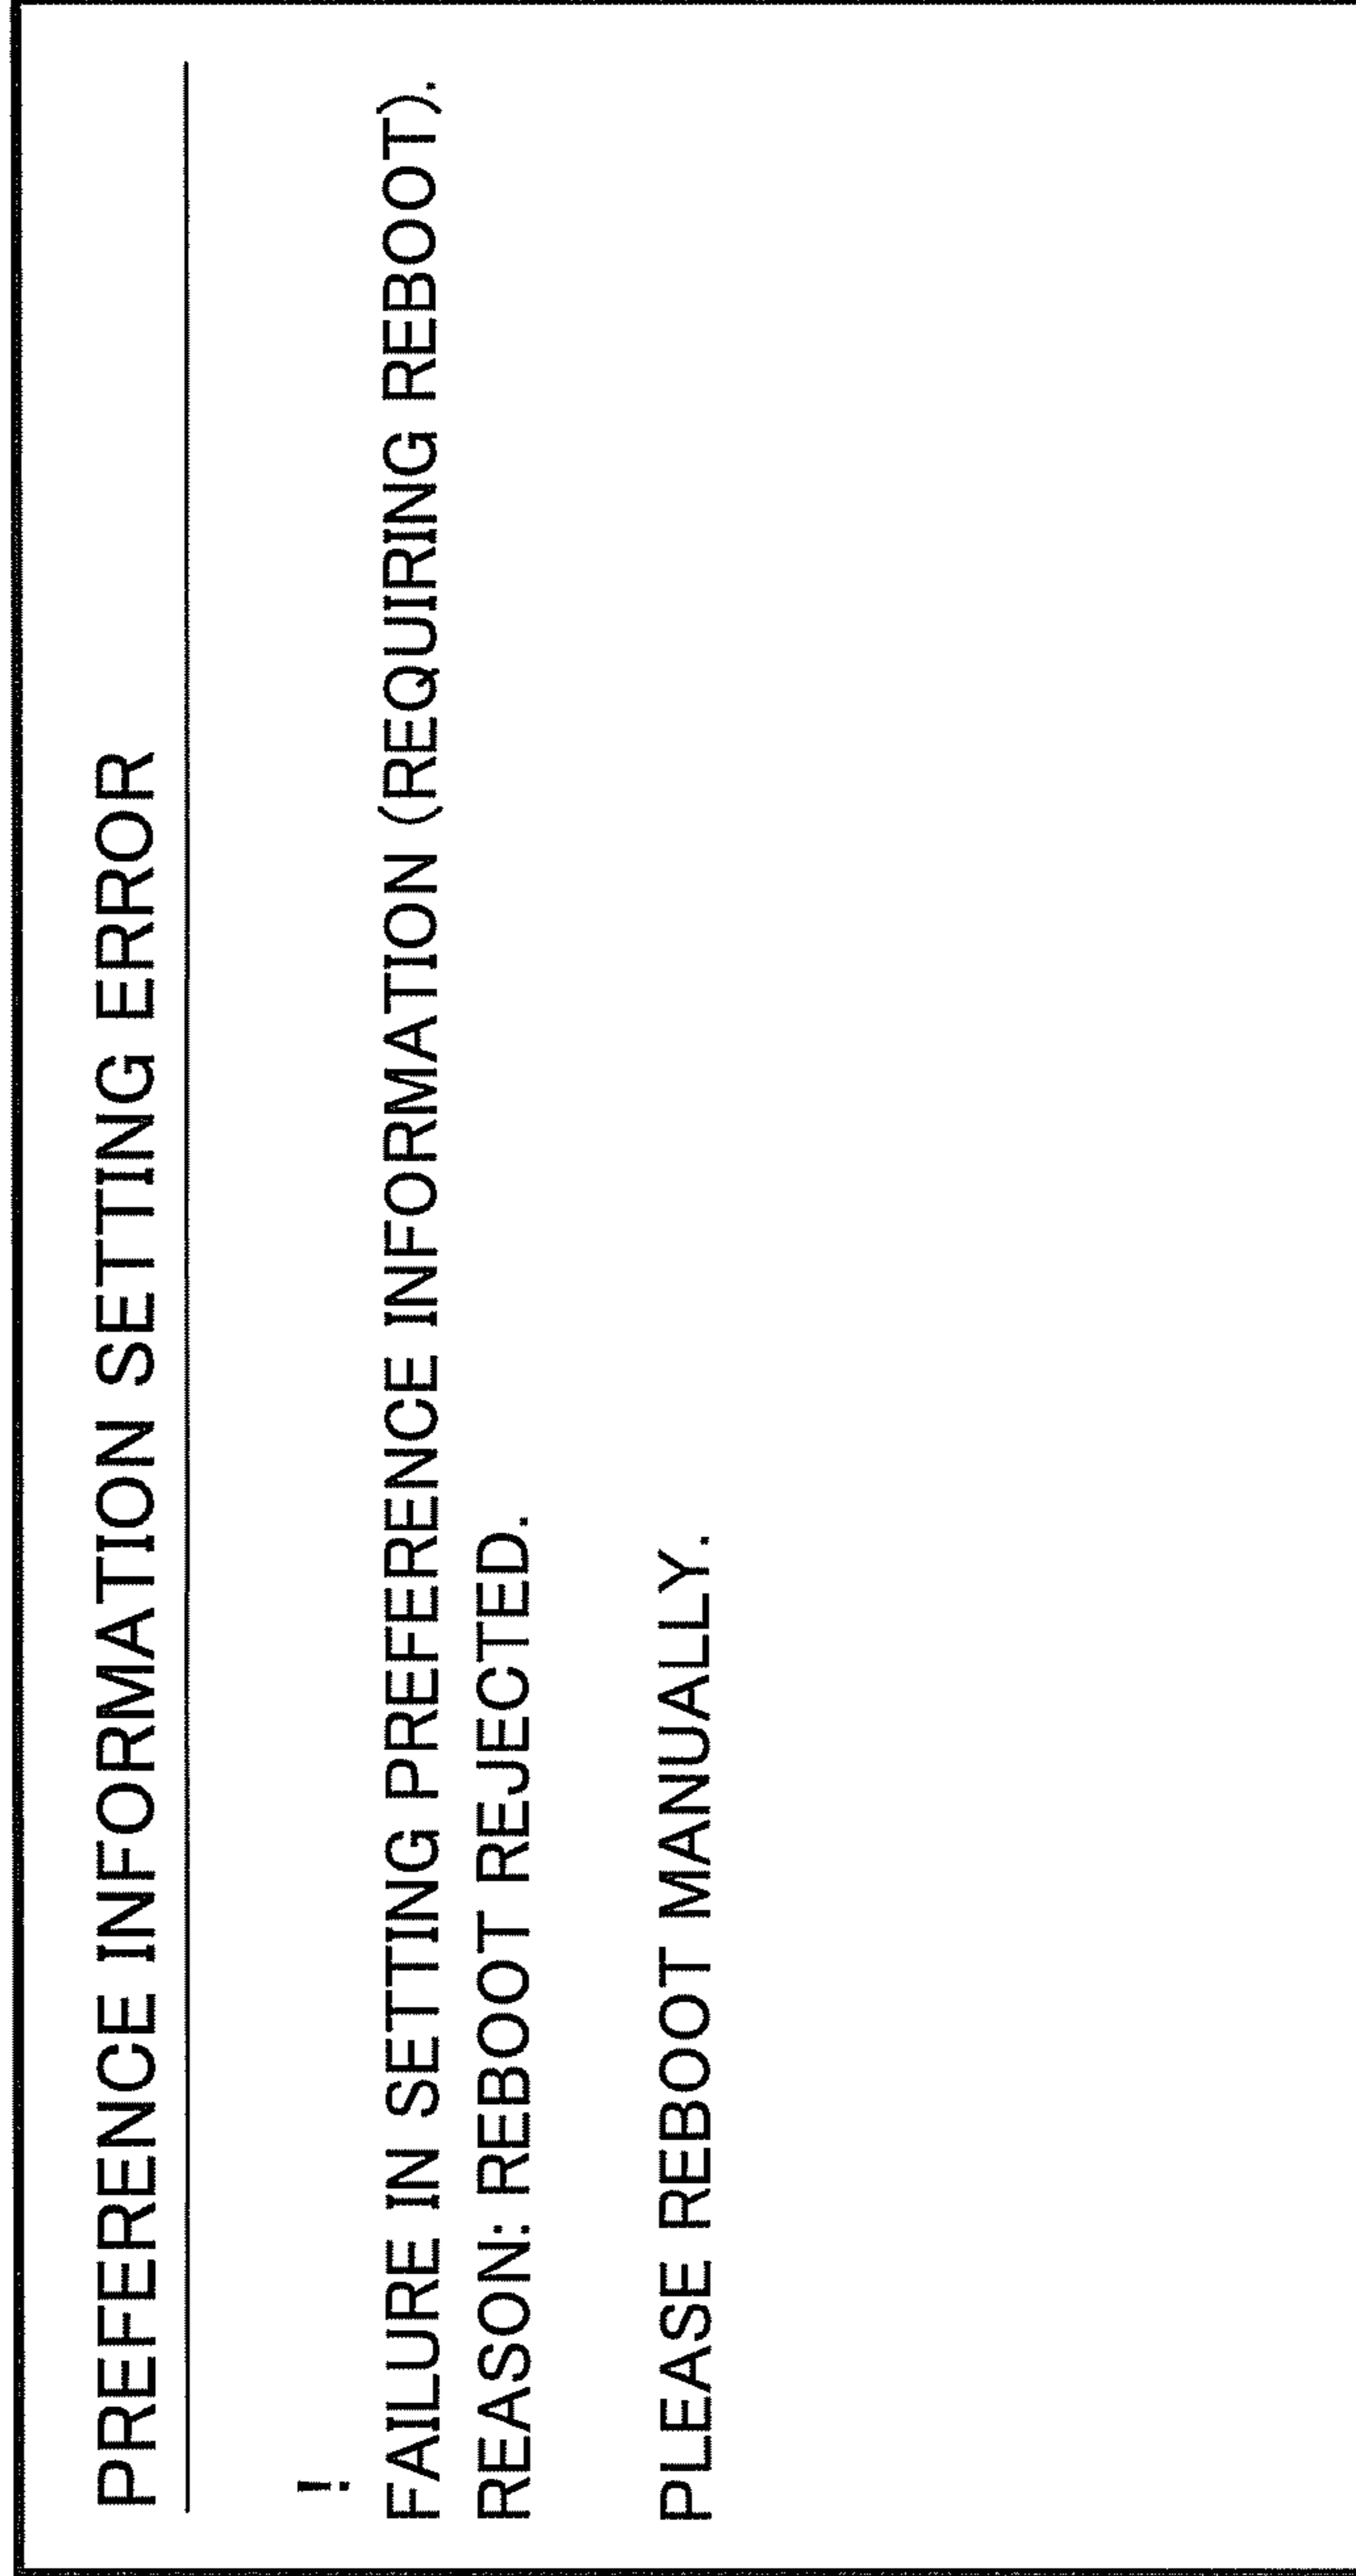 PREFERENCE INFORMATION SETTING ERROR
!
FAILURE IN SETTING PREFERENCE INFORMATION (REQUIRING REBOOT).
REASON: REBOOT REJECTED.
PLEASE REBOOT MANUALLY.